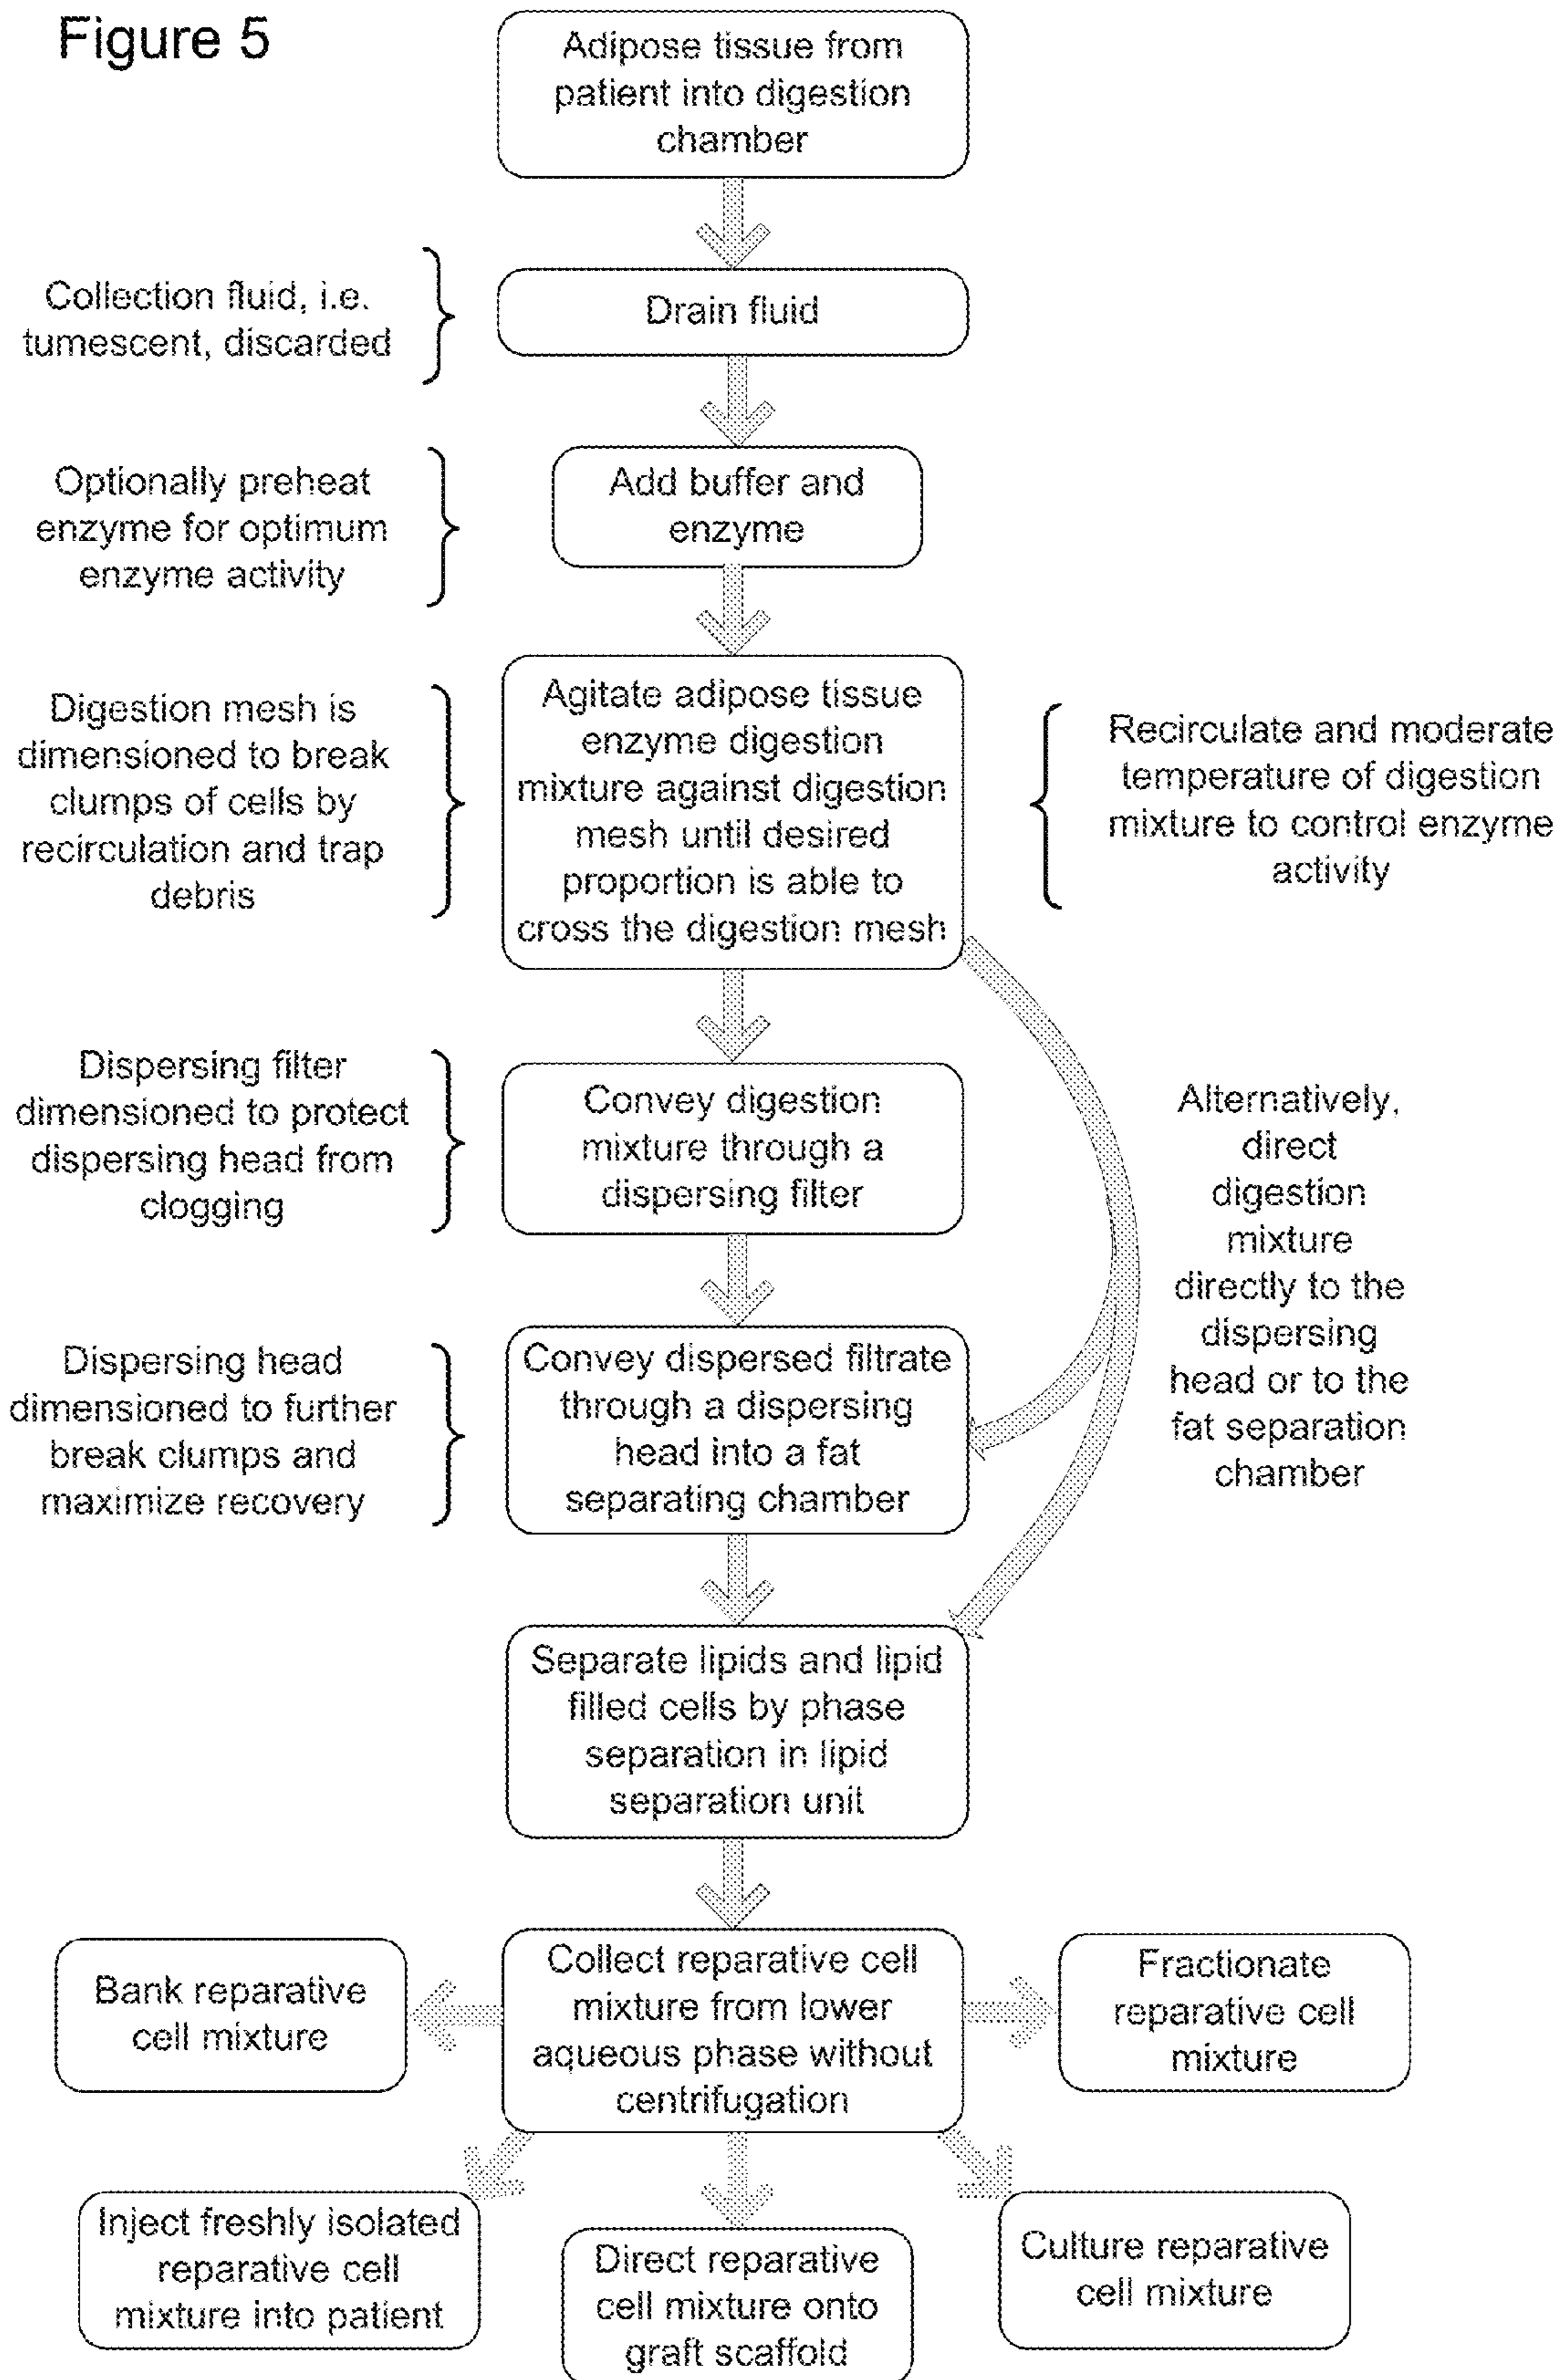 Figure 5
Adipose tissue from
patient into digestion
chamber
Collection fluid, i.e.
tumescent, discarded
Drain fluid
Optionally preheat
enzyme for optimum
enzyme activity
Add buffer and
enzyme
Digestion mesh is
dimensioned to break
clumps of cells by
recirculation and trap
debris
Agitate adipose tissue
enzyme digestion
mixture against digestion
mesh until desired
proportion is able to
cross the digestion mesh
Recirculate and moderate
temperature of digestion
mixture to control enzyme
activity
Dispersing filter
dimensioned to protect
dispersing head from
clogging
Convey digestion
mixture through a
dispersing filter
Alternatively,
direct
digestion
mixture
directly to the
dispersing
head or to the
fat separation
chamber
Dispersing head
dimensioned to further
break clumps and
maximize recovery
Convey dispersed filtrate
through a dispersing
head into a fat
separating chamber
Separate lipids and lipid
filled cells by phase
separation in lipid
separation unit
Bank reparative
cell mixture
Collect reparative cell
mixture from lower
aqueous phase without
centrifugation
Fractionate
reparative cell
mixture
Inject freshly isolated
reparative cell
mixture into patient
Direct reparative
cell mixture onto
graft scaffold
Culture reparative
cell mixture